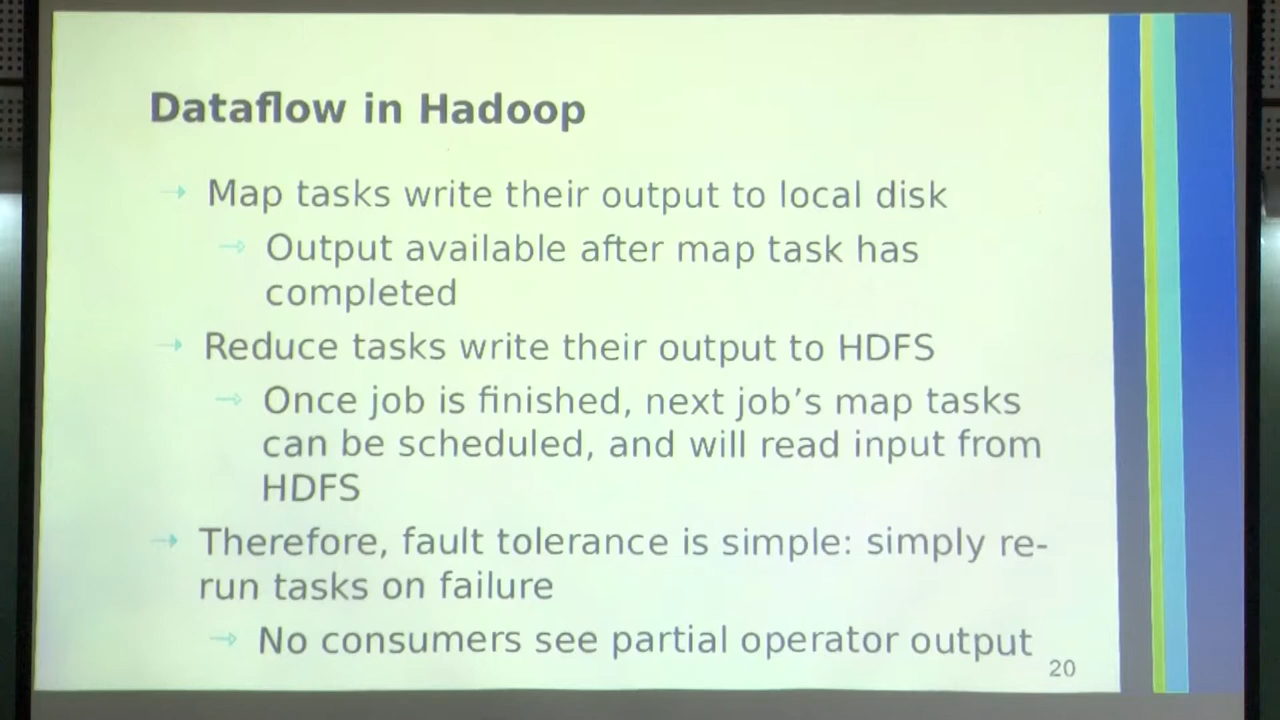 Dataflow in Hadoop
→ Map tasks write their output to local disk
→ Output available after map task has
completed
→ Reduce tasks write their output to HDFS
→ Once job is finished, next job’s map tasks
can be scheduled, and will read input from
HDFS
→ Therefore, fault tolerance is simple: simply re-
run tasks on failure
→ No consumers see partial operator output
20